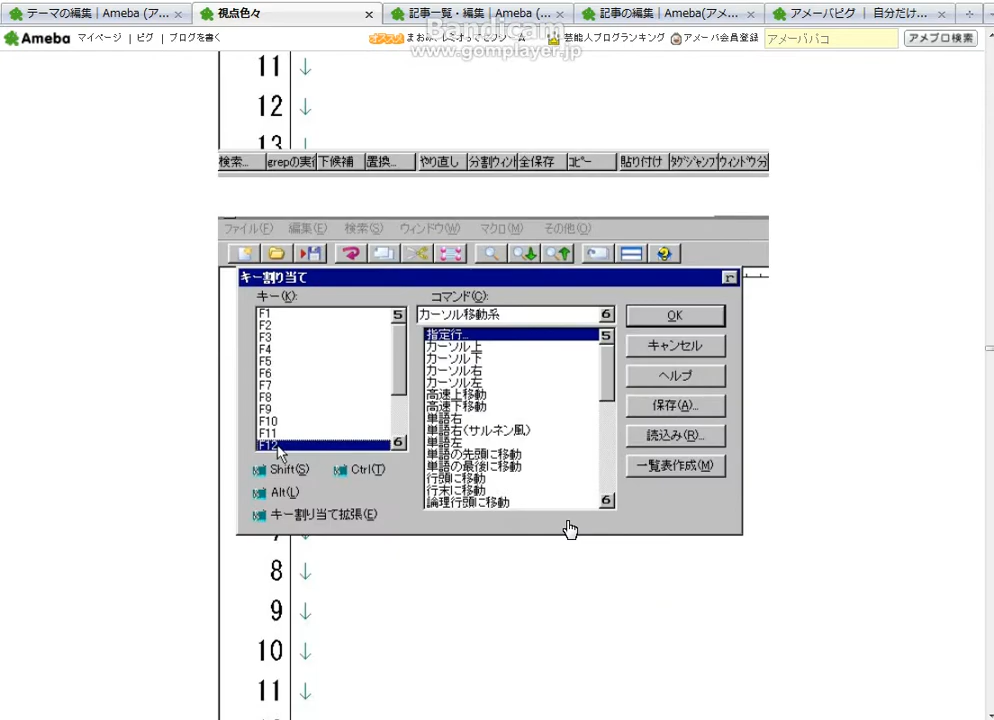 テーマの編集 | Ameba (ア... × 視点色々 × 記事一覧・編集 | Ameba (... × 記事の編集 | Ameba(アメ... × アメーバピグ | 自分だけ... ×
Ameba マイページ | ピグ | ブログを書く 芸能人ブログランキング アメーバ会員登録 アメーバパコ アメブロ検索
Bandicam
www.gomplayer.jp
11 ↓
12 ↓
13
検索... grepの実行 下候補 置換... やり直し 分割ウィント 全保存 コピー 貼り付け タグジャンプ ウィンドウ分
ファイル(F) 編集(E) 検索(S) ウィンドウ(W) マクロ(M) その他(O)
キー割り当て r
キー(K): コマンド(C):
カーソル移動系 6
F1
F2
F3
F4
F5
F6
F7
F8
F9
F10
F11
F12
5
6
指定行...
カーソル上
カーソル下
カーソル右
カーソル左
高速上移動
高速下移動
単語右
単語右(サルネン風)
単語左
単語の先頭に移動
単語の最後に移動
行頭に移動
行末に移動
論理行頭に移動
5
6
OK
キャンセル
ヘルプ
保存(A)...
読込み(R)...
一覧表作成(M)
Shift(S) Ctrl(T)
Alt(L)
キー割り当て拡張(E)
8 ↓
9 ↓
10 ↓
11 ↓